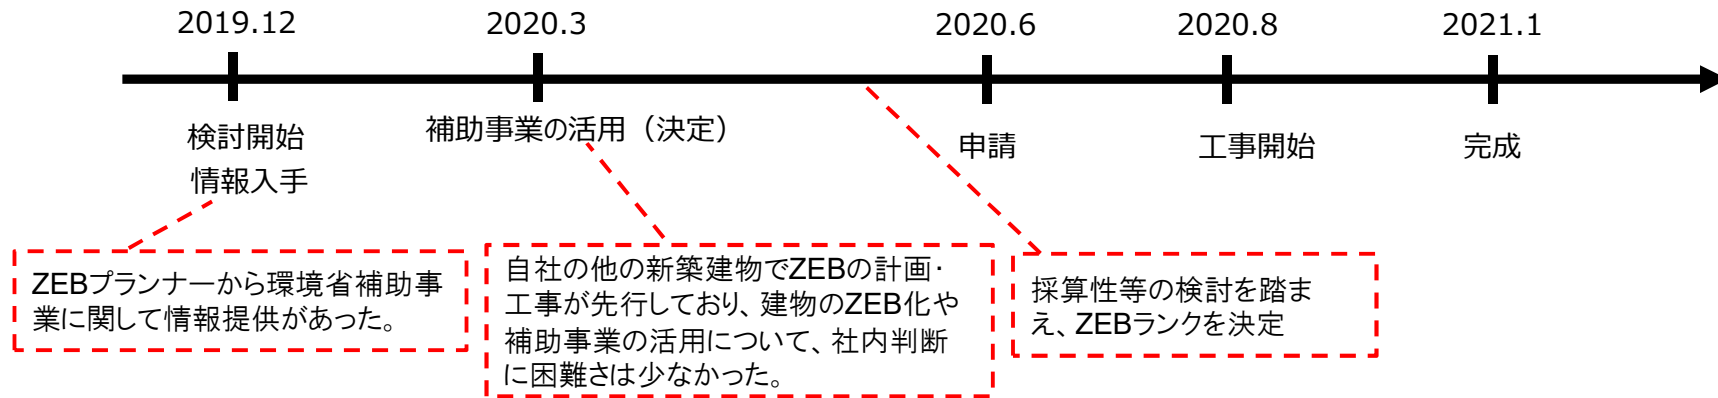 2019.12
2020.3
2020.6
2020.8
2021.1
検討開始
情報入手
補助事業の活用（決定）
申請
工事開始
完成
ZEBプランナーから環境省補助事
業に関して情報提供があった。
自社の他の新築建物でZEBの計画・
工事が先行しており、建物のZEB化や
補助事業の活用について、社内判断
に困難さは少なかった。
採算性等の検討を踏ま
え、ZEBランクを決定